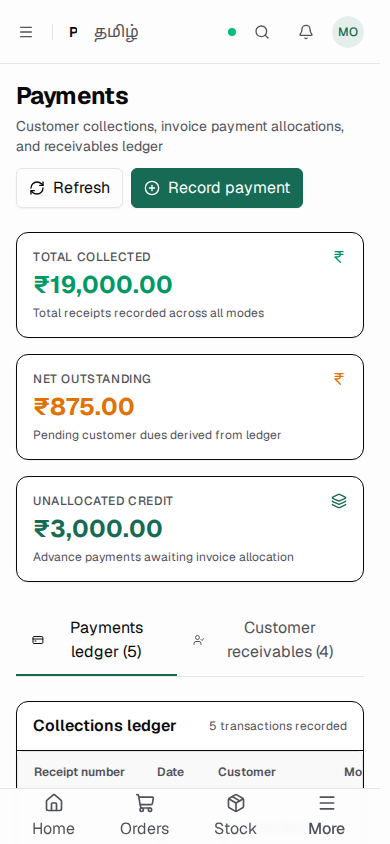 P தமிழ் MO
Payments
Customer collections, invoice payment allocations,
and receivables ledger
Refresh Record payment
TOTAL COLLECTED ₹
₹19,000.00
Total receipts recorded across all modes
NET OUTSTANDING ₹
₹875.00
Pending customer dues derived from ledger
UNALLOCATED CREDIT
₹3,000.00
Advance payments awaiting invoice allocation
Payments Customer
ledger (5) receivables (4)
Collections ledger 5 transactions recorded
Receipt number Date Customer Mo
Home Orders Stock More